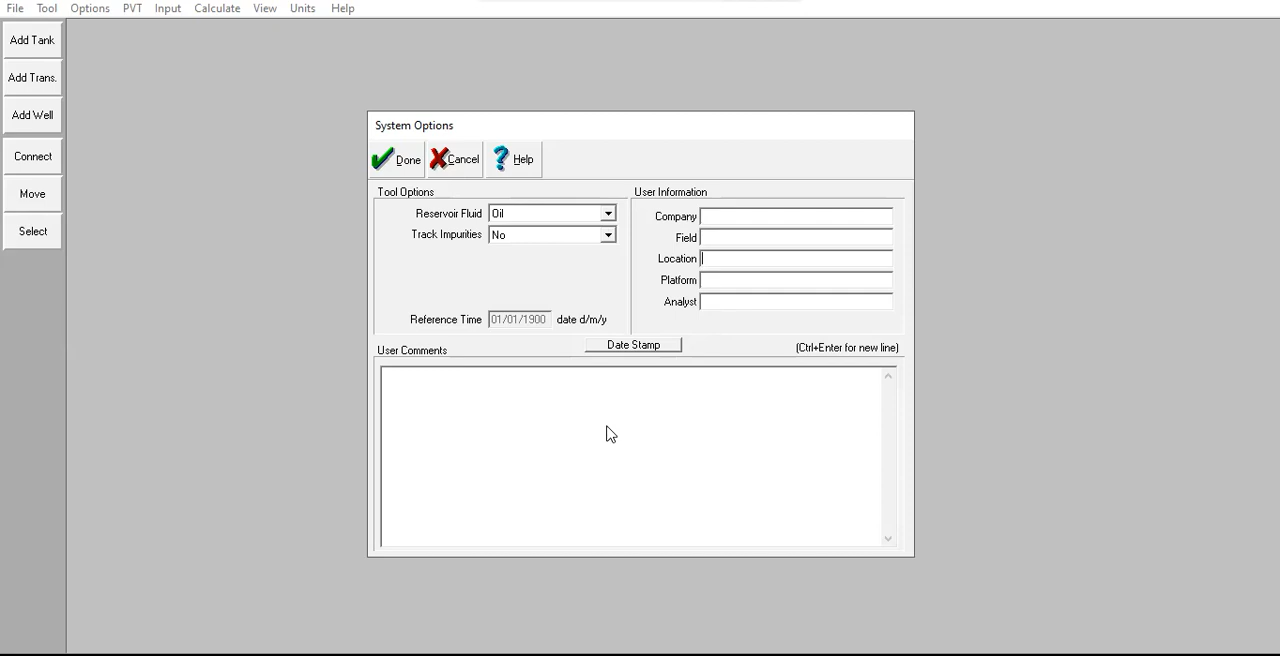 File Tool Options PVT Input Calculate View Units Help
Add Tank
Add Trans.
Add Well
Connect
Move
Select
System Options
Done Cancel Help
Tool Options
Reservoir Fluid Oil
Track Impurities No
Reference Time 01/01/1900 date d/m/y
User Information
Company
Field
Location
Platform
Analyst
User Comments
Date Stamp
(Ctrl+Enter for new line)